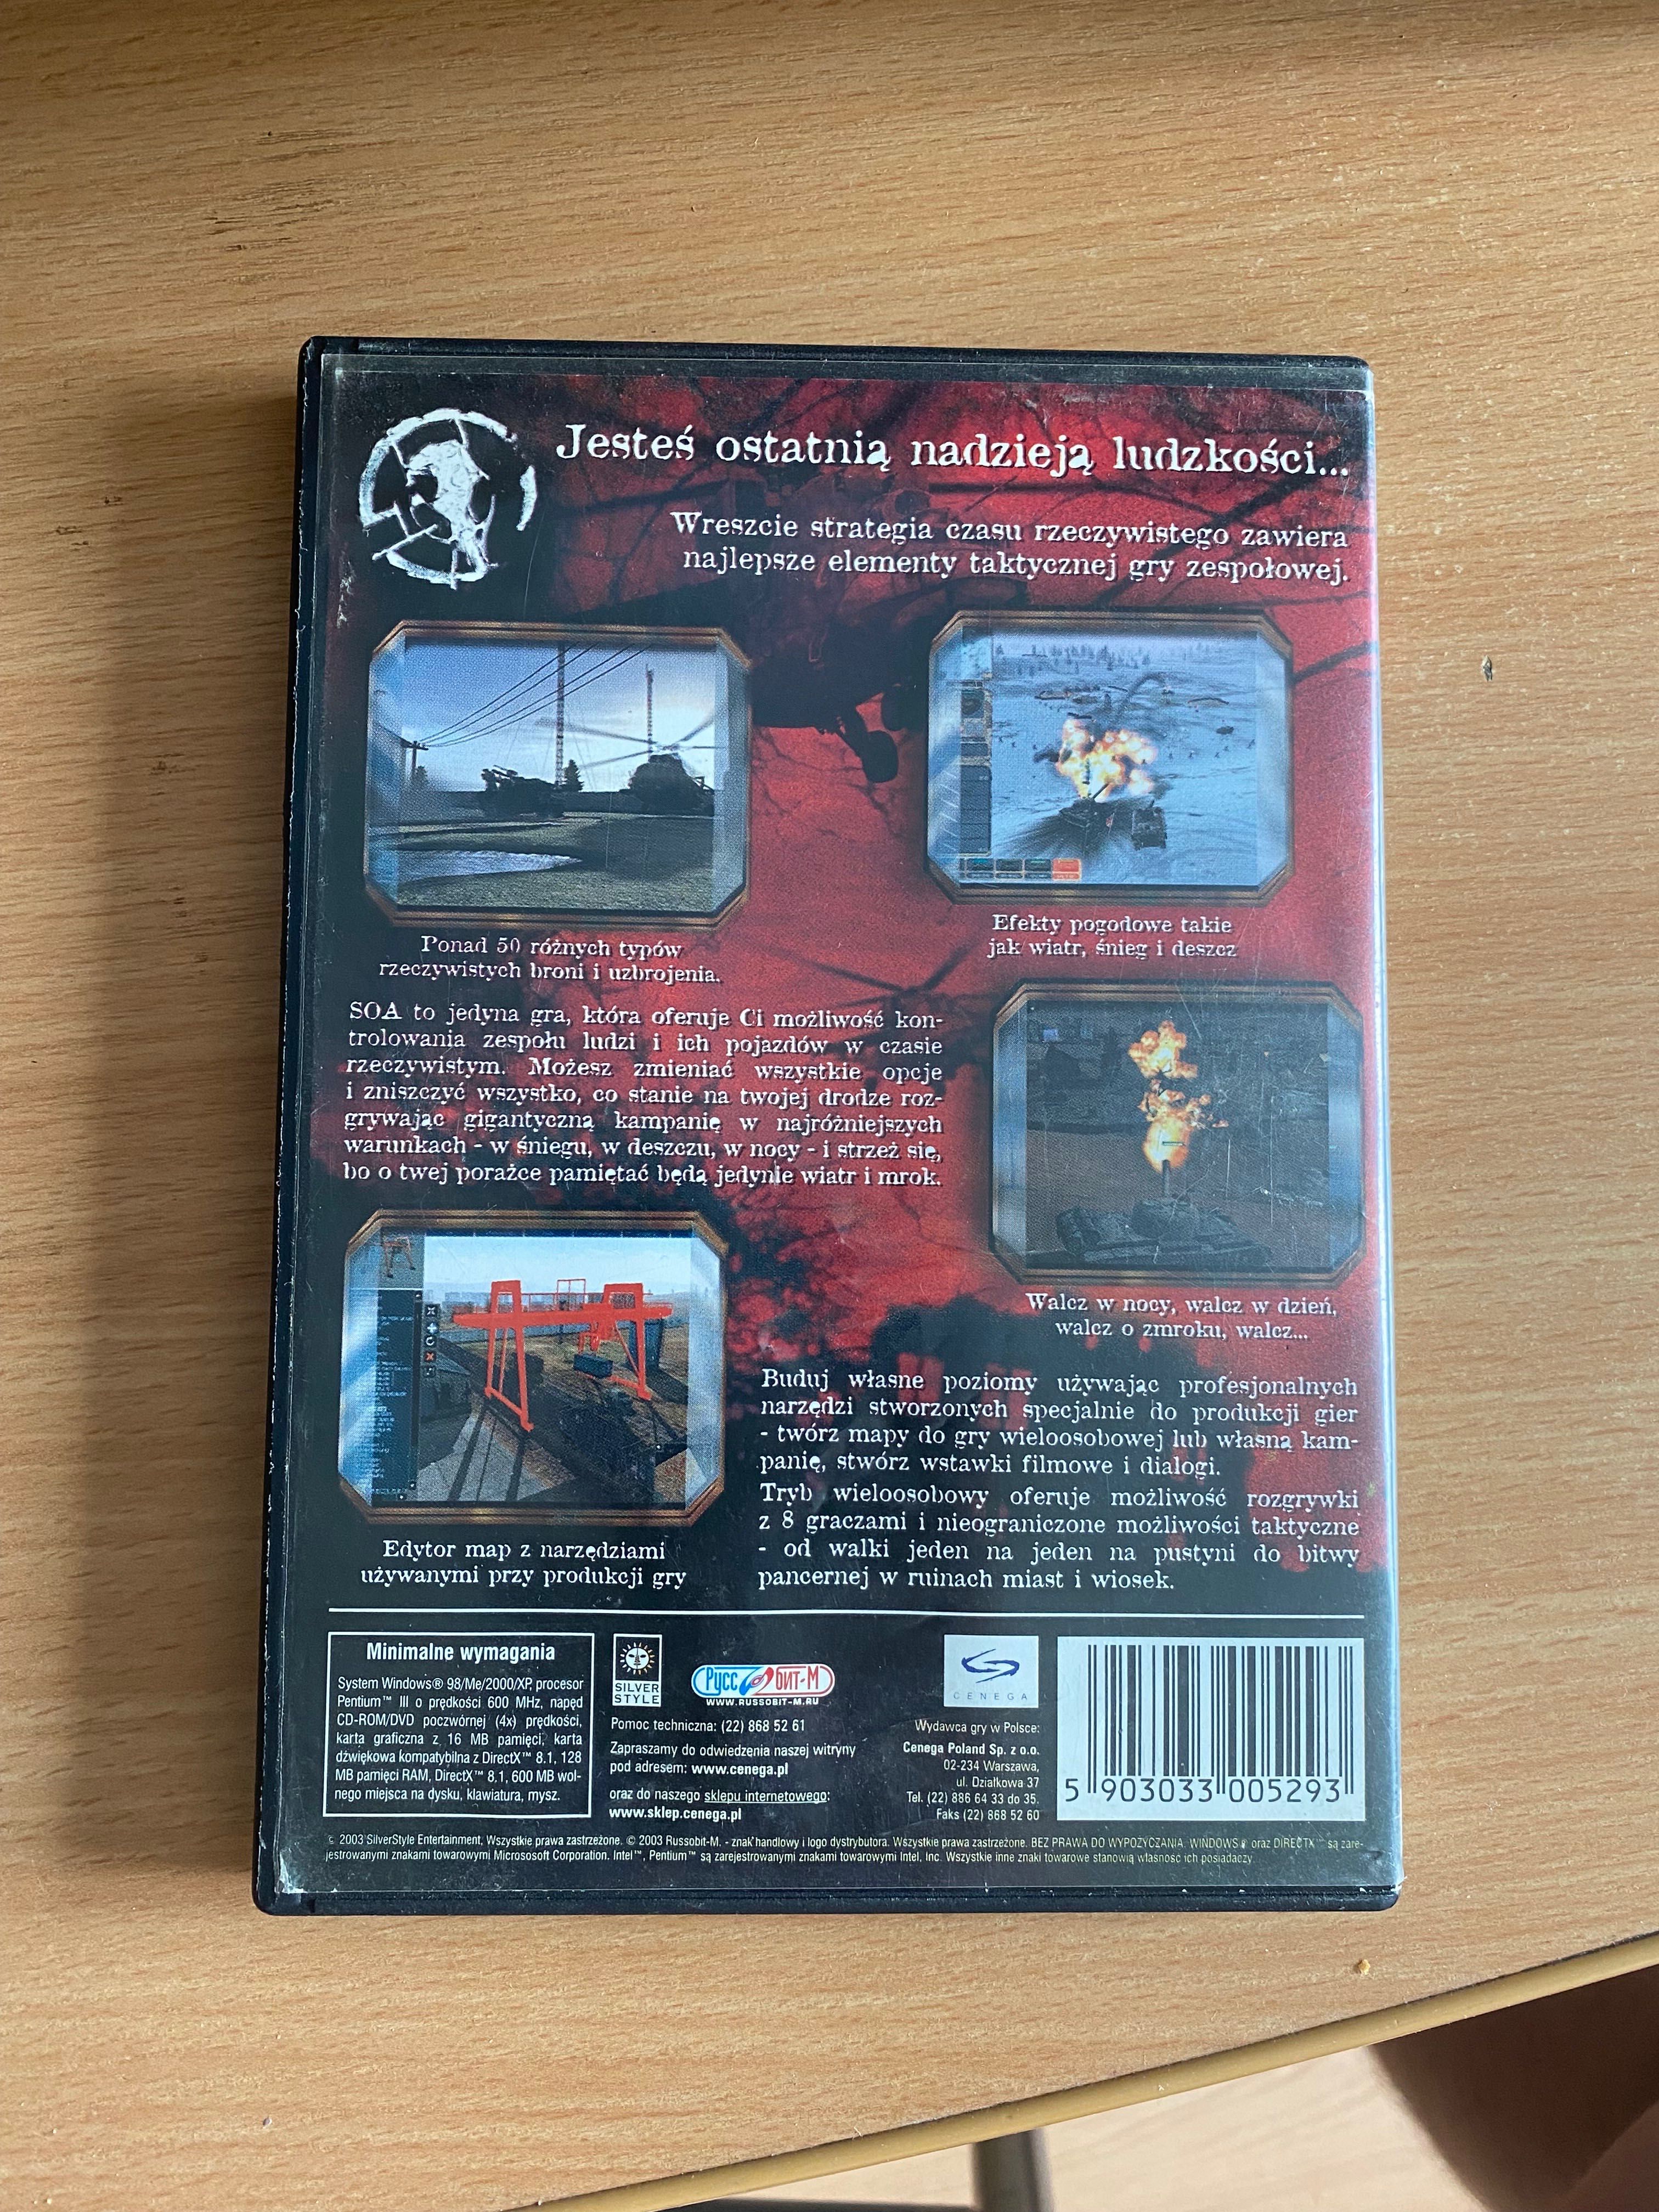 Jesteś ostatnią nadzieją ludzkości...
Wreszcie strategia czasu rzeczywistego zawiera
najlepsze elementy taktycznej gry zespołowej.
Ponad 50 różnych typów
rzeczywistych broni i uzbrojenia.
Efekty pogodowe takie
jak wiatr, śnieg i deszcz
SOA to jedyna gra, która oferuje Ci możliwość kon-
trolowania zespołu ludzi i ich pojazdów w czasie
rzeczywistym. Możesz zmieniać wszystkie opcje
i zniszczyć wszystko, co stanie na twojej drodze roz-
grywając gigantyczną kampanię w najróżniejszych
warunkach - w śniegu, w deszczu, w nocy - i strzeż się,
bo o twej porażce pamiętać będą jedynie wiatr i mrok.
Walcz w nocy, walcz w dzień,
walcz o zmroku, walcz...
Edytor map z narzędziami
używanymi przy produkcji gry
Buduj własne poziomy używając profesjonalnych
narzędzi stworzonych specjalnie do produkcji gier
- twórz mapy do gry wieloosobowej lub własną kam-
panię, stwórz wstawki filmowe i dialogi.
Tryb wieloosobowy oferuje możliwość rozgrywki
z 8 graczami i nieograniczone możliwości taktyczne
- od walki jeden na jeden na pustyni do bitwy
pancernej w ruinach miast i wiosek.
Minimalne wymagania
System Windows® 98/Me/2000/XP, procesor
Pentium™ III o prędkości 600 MHz, napęd
CD-ROM/DVD poczwórnej (4x) prędkości,
karta graficzna z 16 MB pamięci, karta
dźwiękowa kompatybilna z DirectX™ 8.1, 128
MB pamięci RAM, DirectX™ 8.1, 600 MB wol-
nego miejsca na dysku, klawiatura, mysz.
SILVER
STYLE
Руссобит-М
WWW.RUSSOBIT-M.RU
Pomoc techniczna: (22) 868 52 61
Zapraszamy do odwiedzenia naszej witryny
pod adresem: www.cenega.pl
oraz do naszego sklepu internetowego:
www.sklep.cenega.pl
CENEGA
Wydawca gry w Polsce:
Cenega Poland Sp. z o.o.
02-234 Warszawa,
ul. Działkowa 37
Tel. (22) 886 64 33 do 35.
Faks (22) 868 52 60
5 903033 005293
© 2003 SilverStyle Entertainment, Wszystkie prawa zastrzeżone. © 2003 Russobit-M. - znak handlowy i logo dystrybutora. Wszystkie prawa zastrzeżone. BEZ PRAWA DO WYPOŻYCZANIA. WINDOWS® oraz DIRECTX™ są zare-
jestrowanymi znakami towarowymi Micrososoft Corporation. Intel™, Pentium™ są zarejestrowanymi znakami towarowymi Intel, Inc. Wszystkie inne znaki towarowe stanowią własność ich posiadaczy.